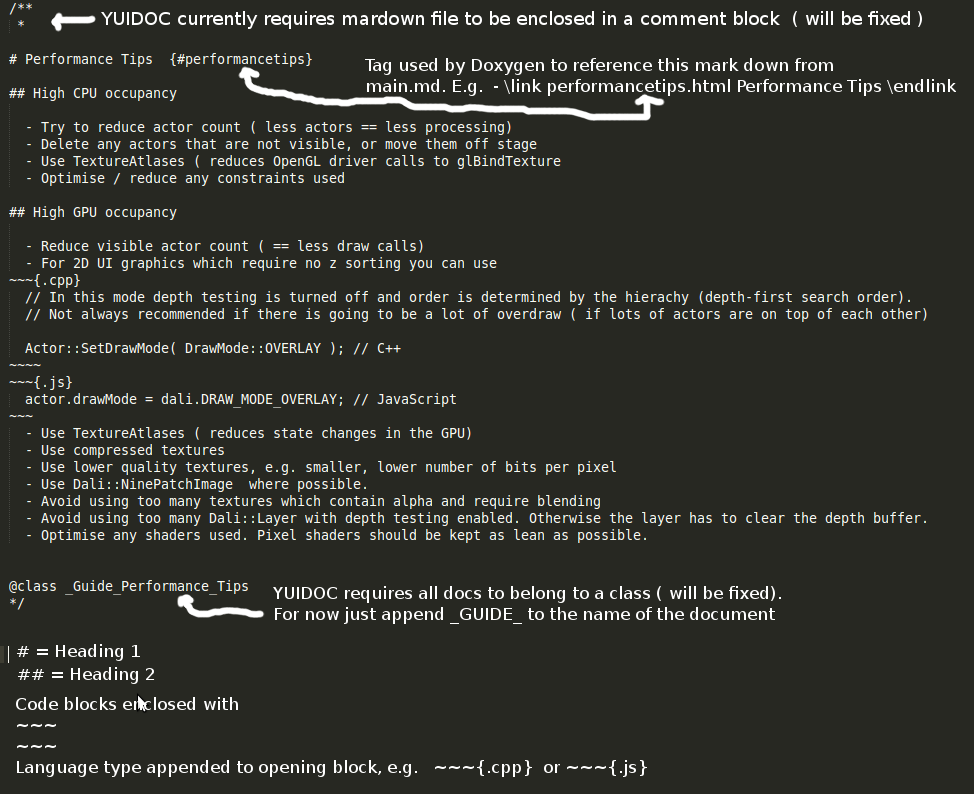 /**
 *
YUIDOC currently requires mardown file to be enclosed in a comment block  ( will be fixed )
# Performance Tips  {#performancetips}
Tag used by Doxygen to reference this mark down from
main.md. E.g.  - \link performancetips.html Performance Tips \endlink
## High CPU occupancy
  - Try to reduce actor count ( less actors == less processing)
  - Delete any actors that are not visible, or move them off stage
  - Use TextureAtlases ( reduces OpenGL driver calls to glBindTexture
  - Optimise / reduce any constraints used
## High GPU occupancy
  - Reduce visible actor count ( == less draw calls)
  - For 2D UI graphics which require no z sorting you can use
~~~{.cpp}
  // In this mode depth testing is turned off and order is determined by the hierachy (depth-first search order).
  // Not always recommended if there is going to be a lot of overdraw ( if lots of actors are on top of each other)
  Actor::SetDrawMode( DrawMode::OVERLAY ); // C++
~~~~
~~~{.js}
  actor.drawMode = dali.DRAW_MODE_OVERLAY; // JavaScript
~~~
  - Use TextureAtlases ( reduces state changes in the GPU)
  - Use compressed textures
  - Use lower quality textures, e.g. smaller, lower number of bits per pixel
  - Use Dali::NinePatchImage  where possible.
  - Avoid using too many textures which contain alpha and require blending
  - Avoid using too many Dali::Layer with depth testing enabled. Otherwise the layer has to clear the depth buffer.
  - Optimise any shaders used. Pixel shaders should be kept as lean as possible.
@class _Guide_Performance_Tips
*/
YUIDOC requires all docs to belong to a class ( will be fixed).
For now just append _GUIDE_ to the name of the document
# = Heading 1
## = Heading 2
Code blocks enclosed with
~~~
~~~
Language type appended to opening block, e.g.   ~~~{.cpp}  or ~~~{.js}